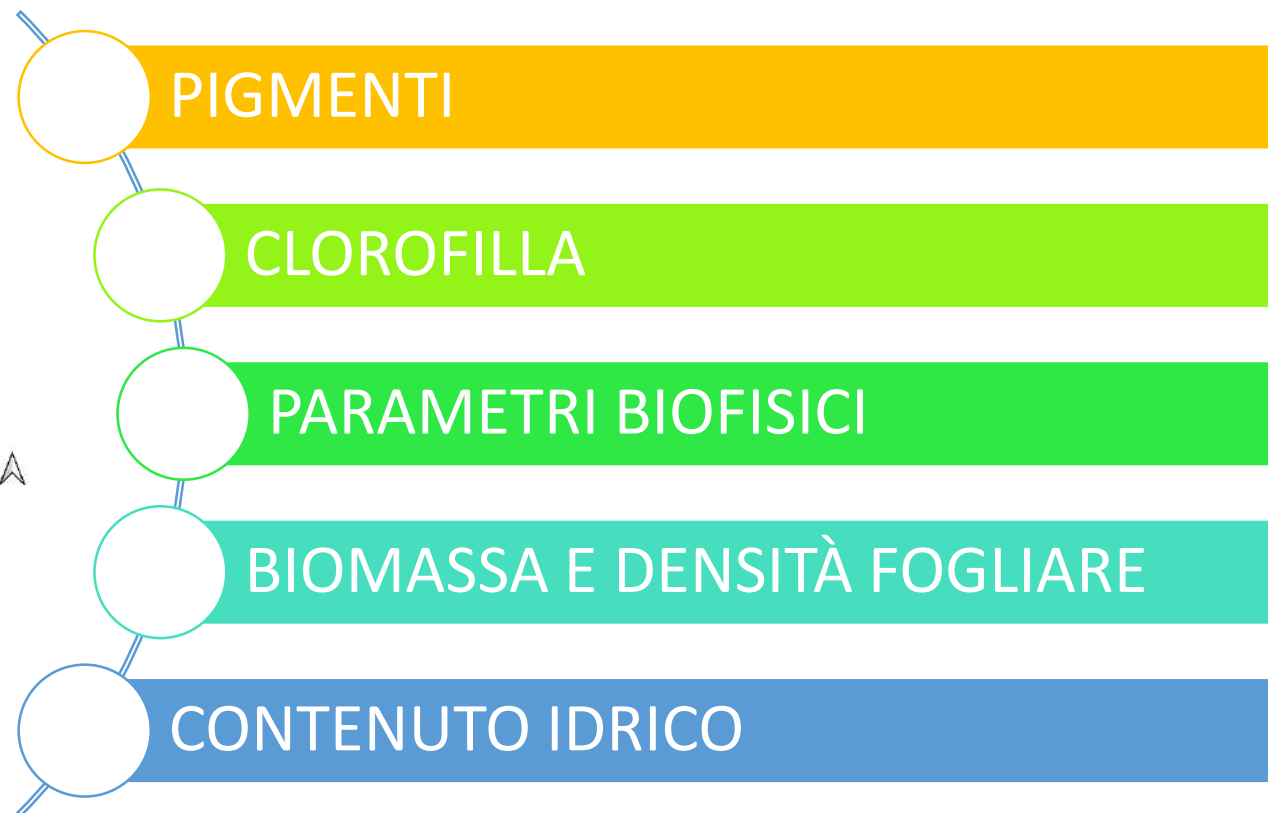 PIGMENTI
CLOROFILLA
PARAMETRI BIOFISICI
BIOMASSA E DENSITÀ FOGLIARE
CONTENUTO IDRICO